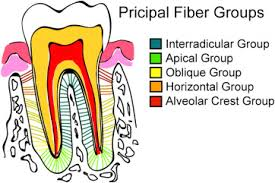 Pricipal Fiber Groups
Interradicular Group
Apical Group
Oblique Group
Horizontal Group
Alveolar Crest Group